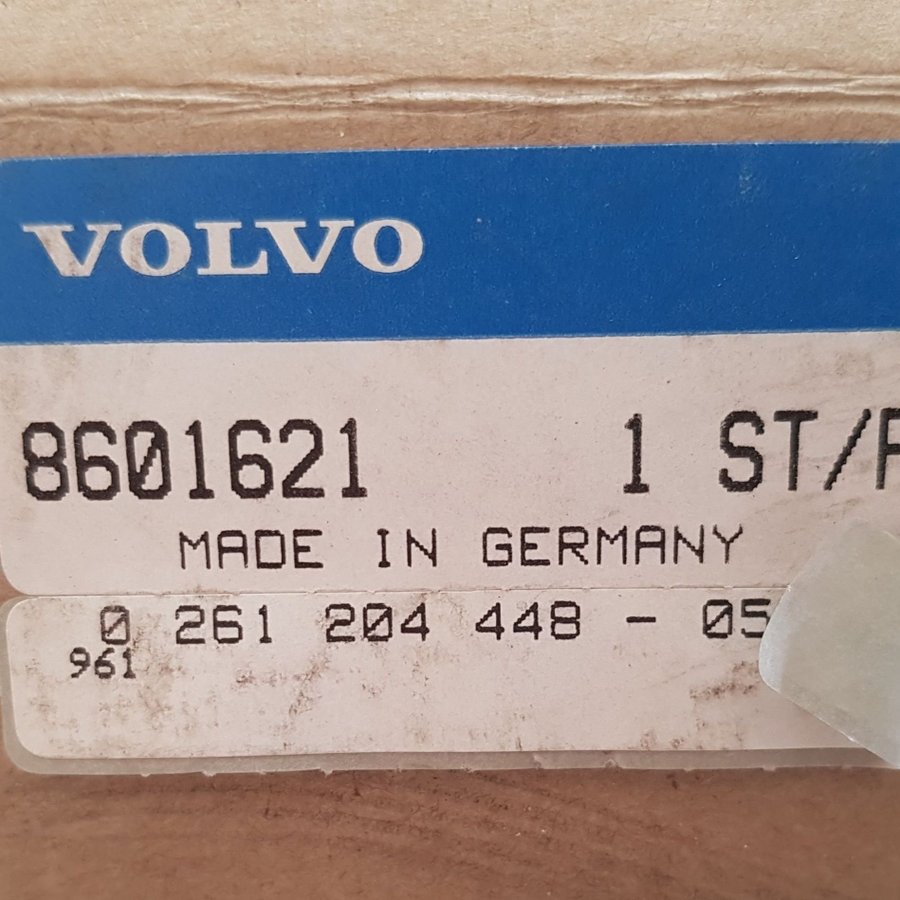 VOLVO
8601621 1 ST/P
MADE IN GERMANY
0 261 204 448 - 05
961